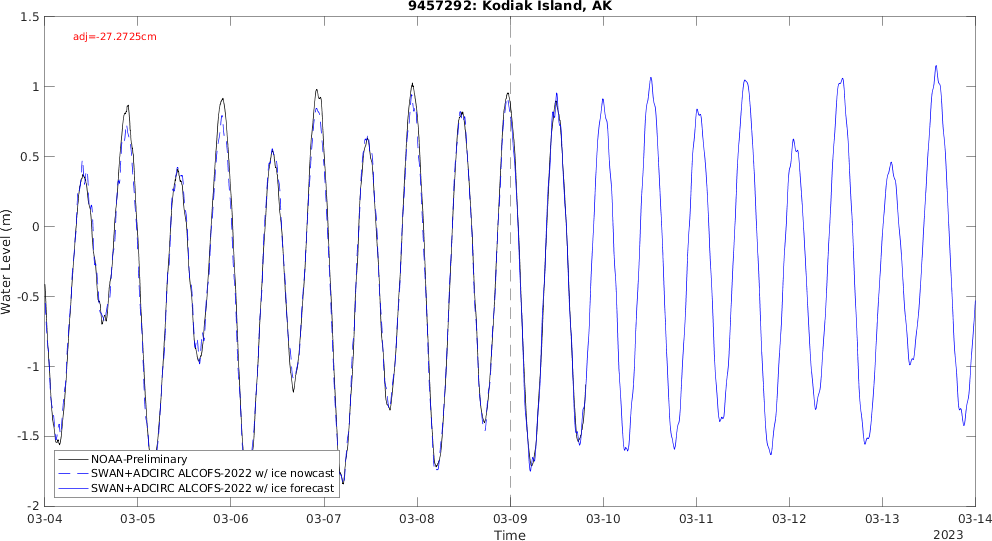 9457292: Kodiak Island, AK
adj=-27.2725cm
1.5
1
0.5
0
-0.5
-1
-1.5
-2
Water Level (m)
NOAA-Preliminary
SWAN+ADCIRC ALCOFS-2022 w/ ice nowcast
SWAN+ADCIRC ALCOFS-2022 w/ ice forecast
03-04 03-05 03-06 03-07 03-08 03-09 03-10 03-11 03-12 03-13 03-14
Time
2023